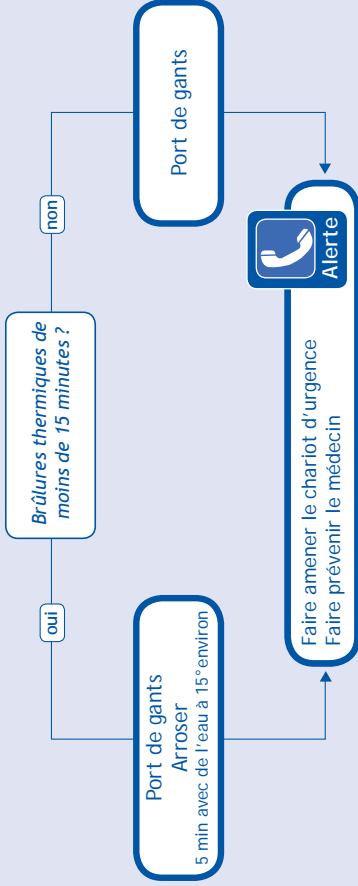 Brûlures thermiques de
moins de 15 minutes ?
oui
non
Port de gants
Arroser
5 min avec de l'eau à 15° environ
Port de gants
Faire amener le chariot d'urgence
Faire prévenir le médecin
Alerte